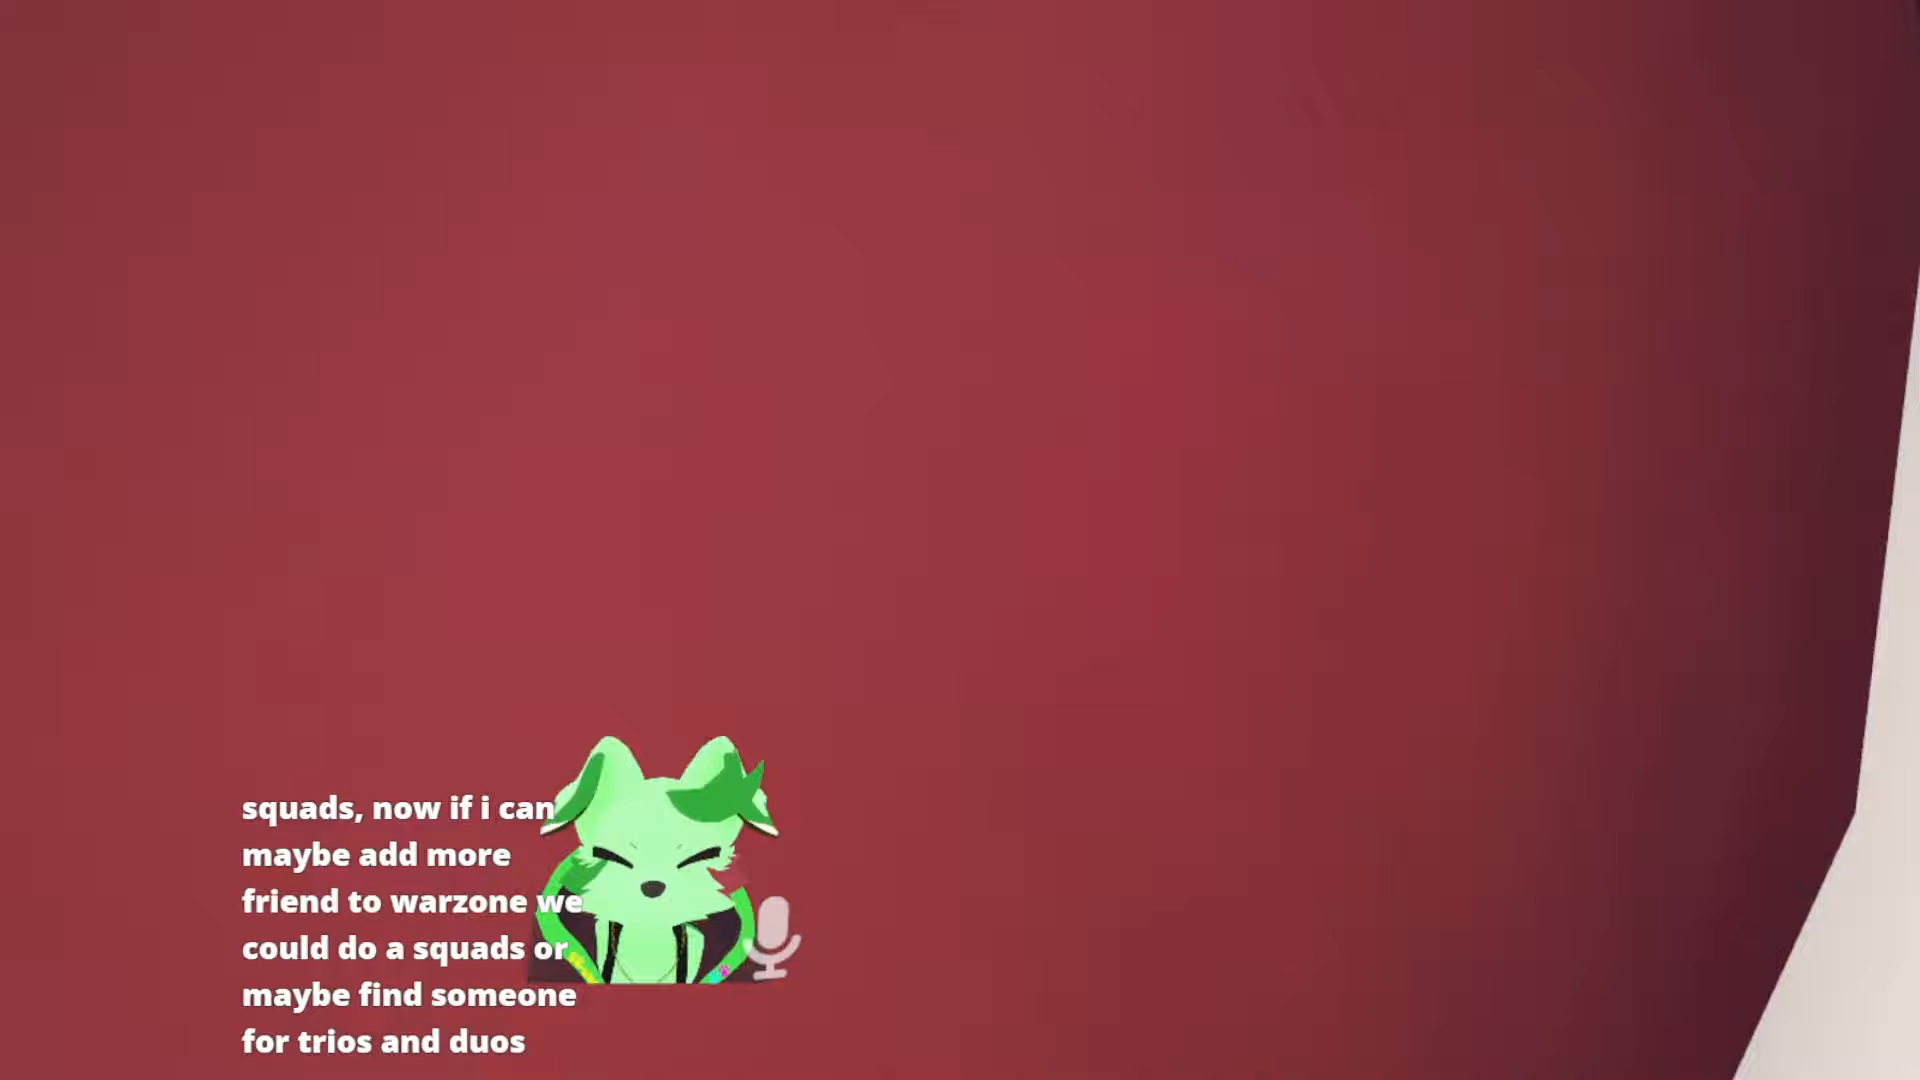 squads, now if i can
maybe add more
friend to warzone we
could do a squads or
maybe find someone
for trios and duos